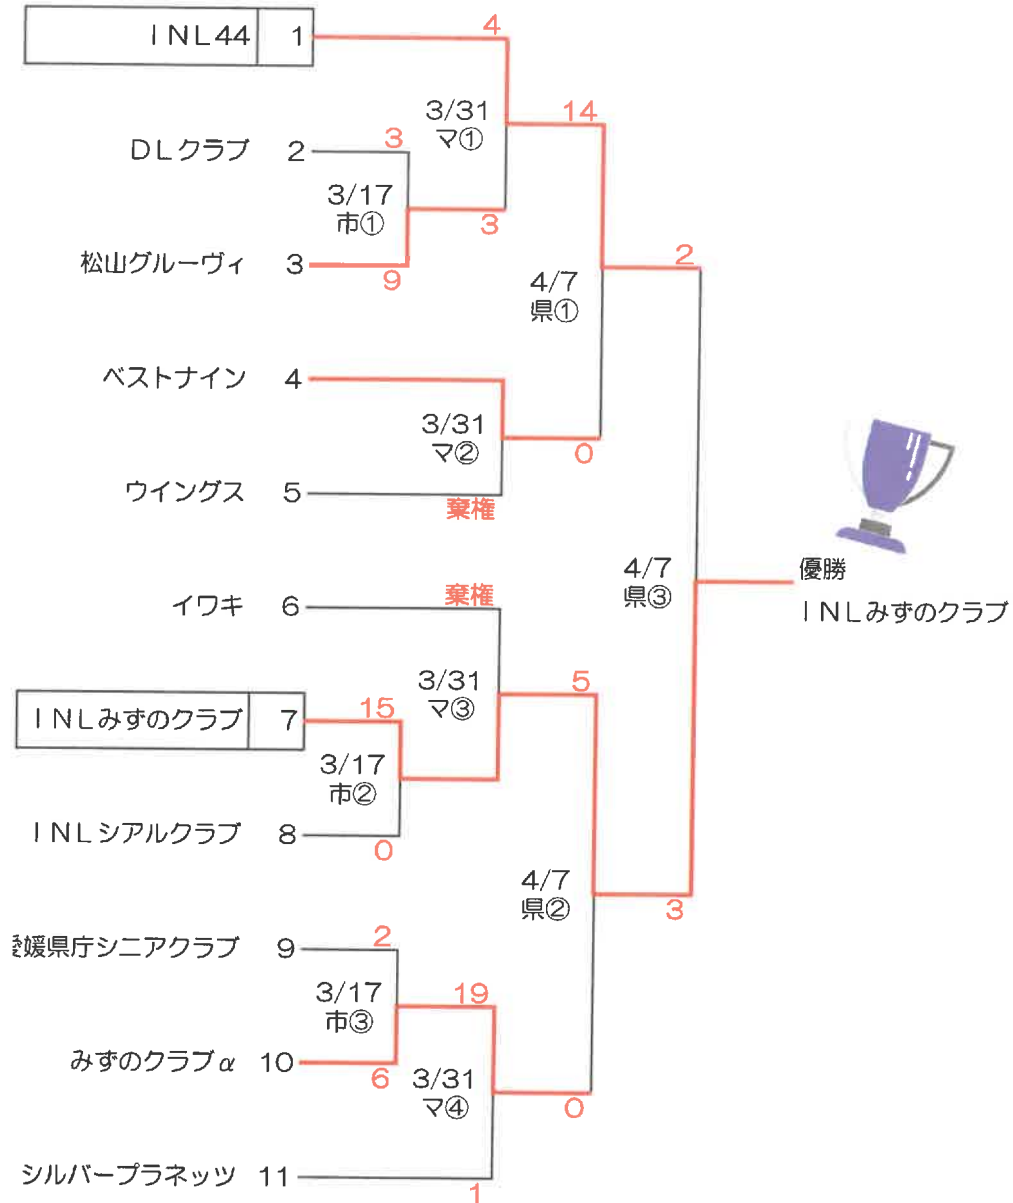 INL44 1
4
3/31
マ①
14
DLクラブ 2
3
3/17
市①
3
松山グルーヴィ 3
9
2
4/7
県①
ベストナイン 4
3/31
マ②
0
ウイングス 5
棄権
4/7
県③
優勝
INLみずのクラブ
イワキ 6
棄権
3/31
マ③
5
INLみずのクラブ 7
15
3/17
市②
INLシアルクラブ 8
0
4/7
県②
3
愛媛県庁シニアクラブ 9
2
3/17
市③
19
みずのクラブα 10
6
3/31
マ④
0
シルバープラネッツ 11
1